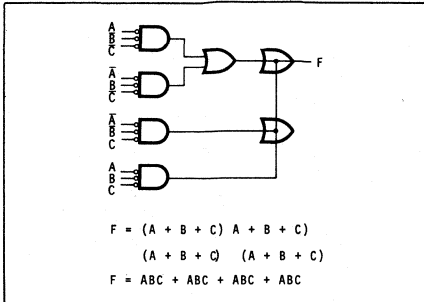 A
B̅
C̅
A̅
B
C̅
F
A̅
B̅
C
A
B
C
F = (A + B + C) A + B + C)
(A + B + C) (A + B + C)
F = ABC + ABC + ABC + ABC